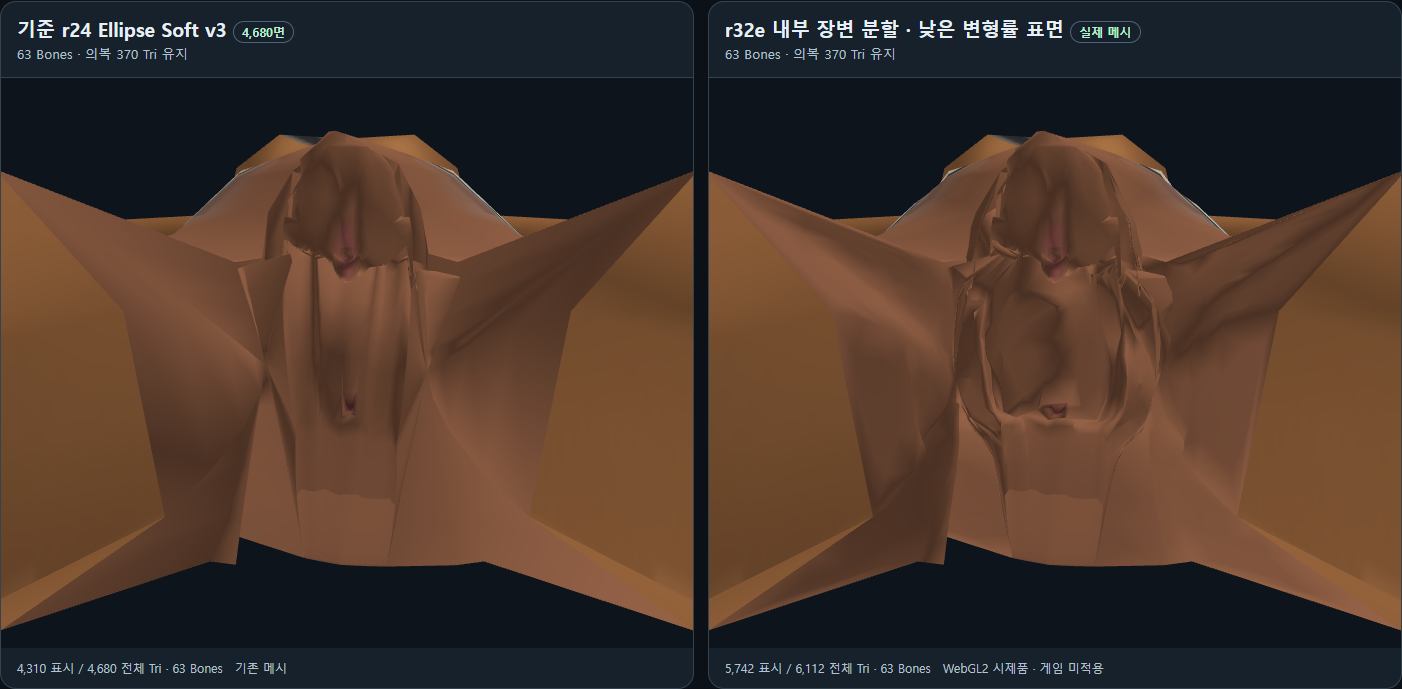 기준 r24 Ellipse Soft v3 4,680면
63 Bones · 의복 370 Tri 유지
4,310 표시 / 4,680 전체 Tri · 63 Bones 기존 메시
r32e 내부 장변 분할 · 낮은 변형률 표면 실제 메시
63 Bones · 의복 370 Tri 유지
5,742 표시 / 6,112 전체 Tri · 63 Bones WebGL2 시제품 · 게임 미적용